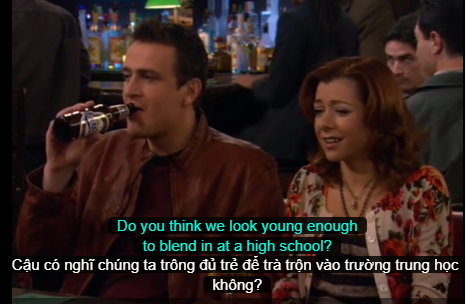 Do you think we look young enough
to blend in at a high school?
Cậu có nghĩ chúng ta trông đủ trẻ để trà trộn vào trường trung học
không?